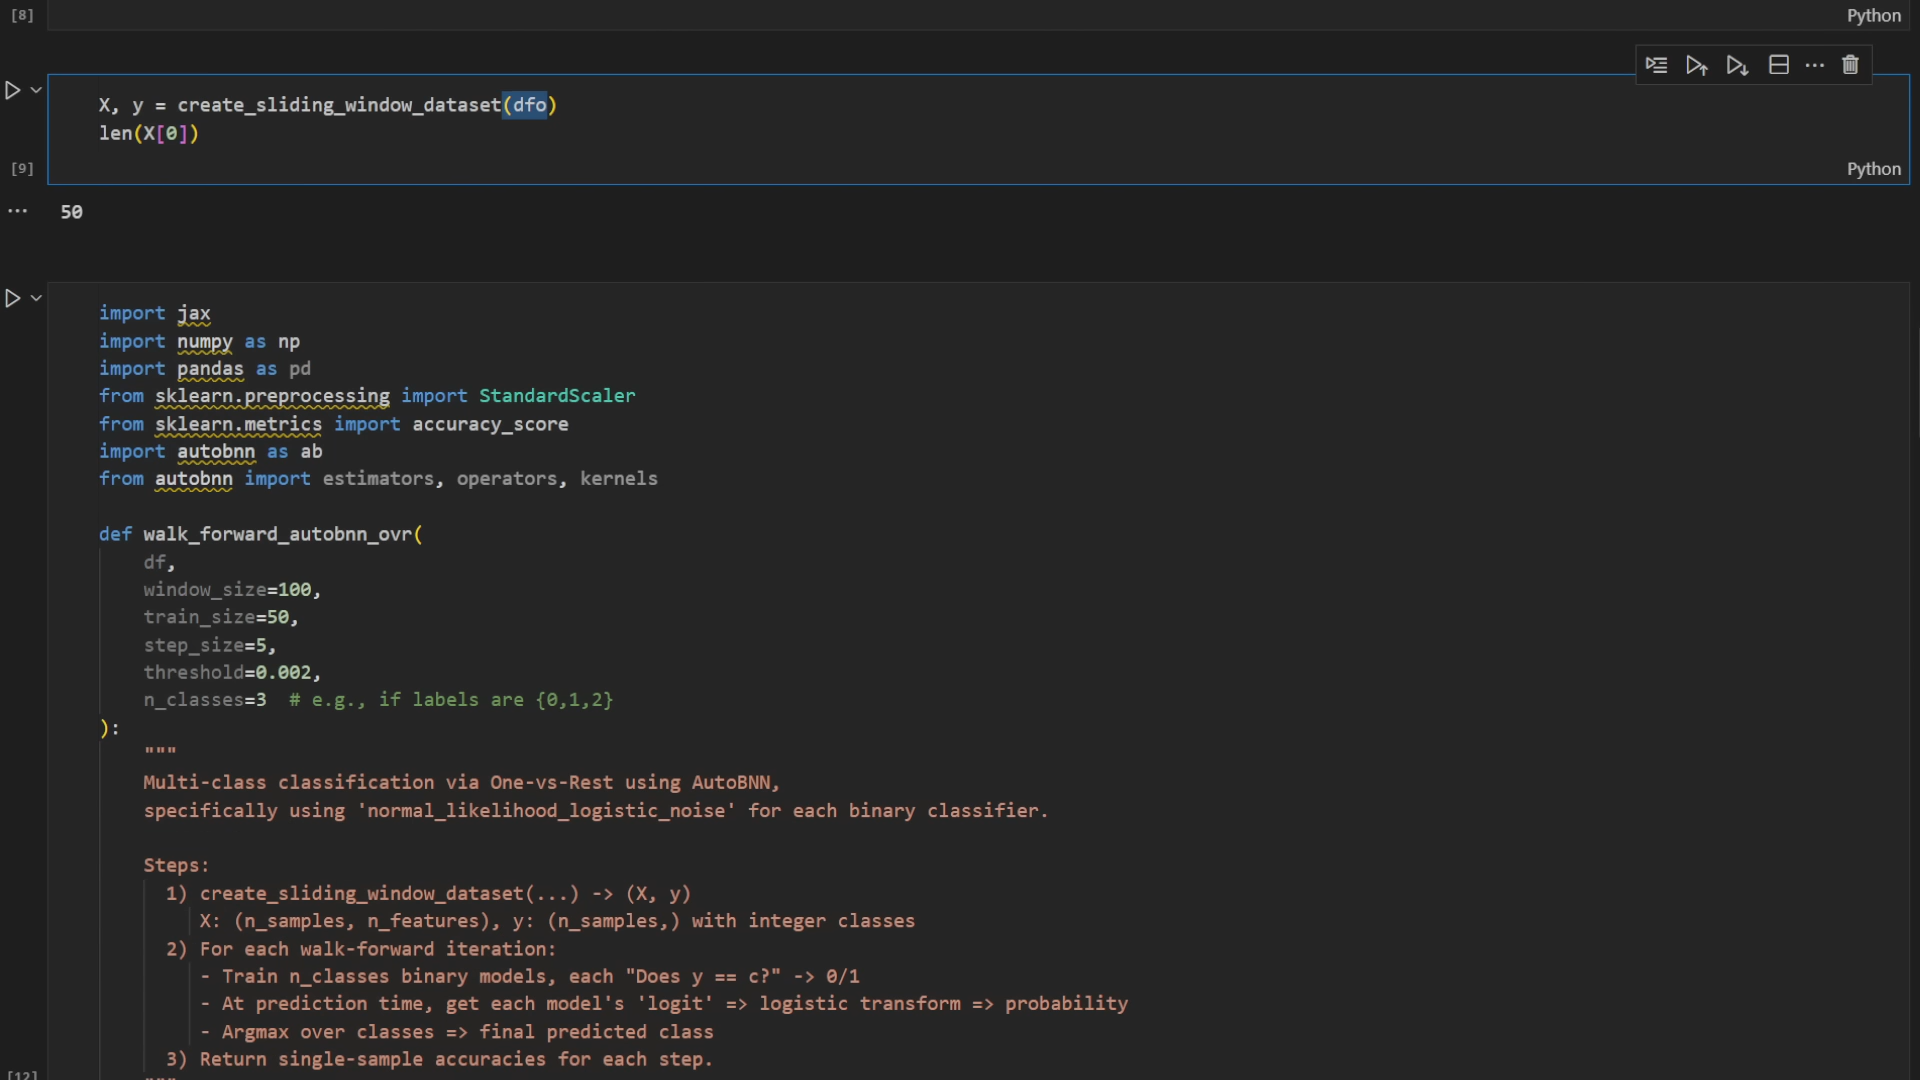 [8]
Python
X, y = create_sliding_window_dataset(dfo)
len(X[0])
[9]
Python
50
import jax
import numpy as np
import pandas as pd
from sklearn.preprocessing import StandardScaler
from sklearn.metrics import accuracy_score
import autobnn as ab
from autobnn import estimators, operators, kernels
def walk_forward_autobnn_ovr(
df,
window_size=100,
train_size=50,
step_size=5,
threshold=0.002,
n_classes=3  # e.g., if labels are {0,1,2}
):
"""
Multi-class classification via One-vs-Rest using AutoBNN,
specifically using 'normal_likelihood_logistic_noise' for each binary classifier.
Steps:
1) create_sliding_window_dataset(...) -> (X, y)
X: (n_samples, n_features), y: (n_samples,) with integer classes
2) For each walk-forward iteration:
- Train n_classes binary models, each "Does y == c?" -> 0/1
- At prediction time, get each model's 'logit' => logistic transform => probability
- Argmax over classes => final predicted class
3) Return single-sample accuracies for each step.
[12]
"""